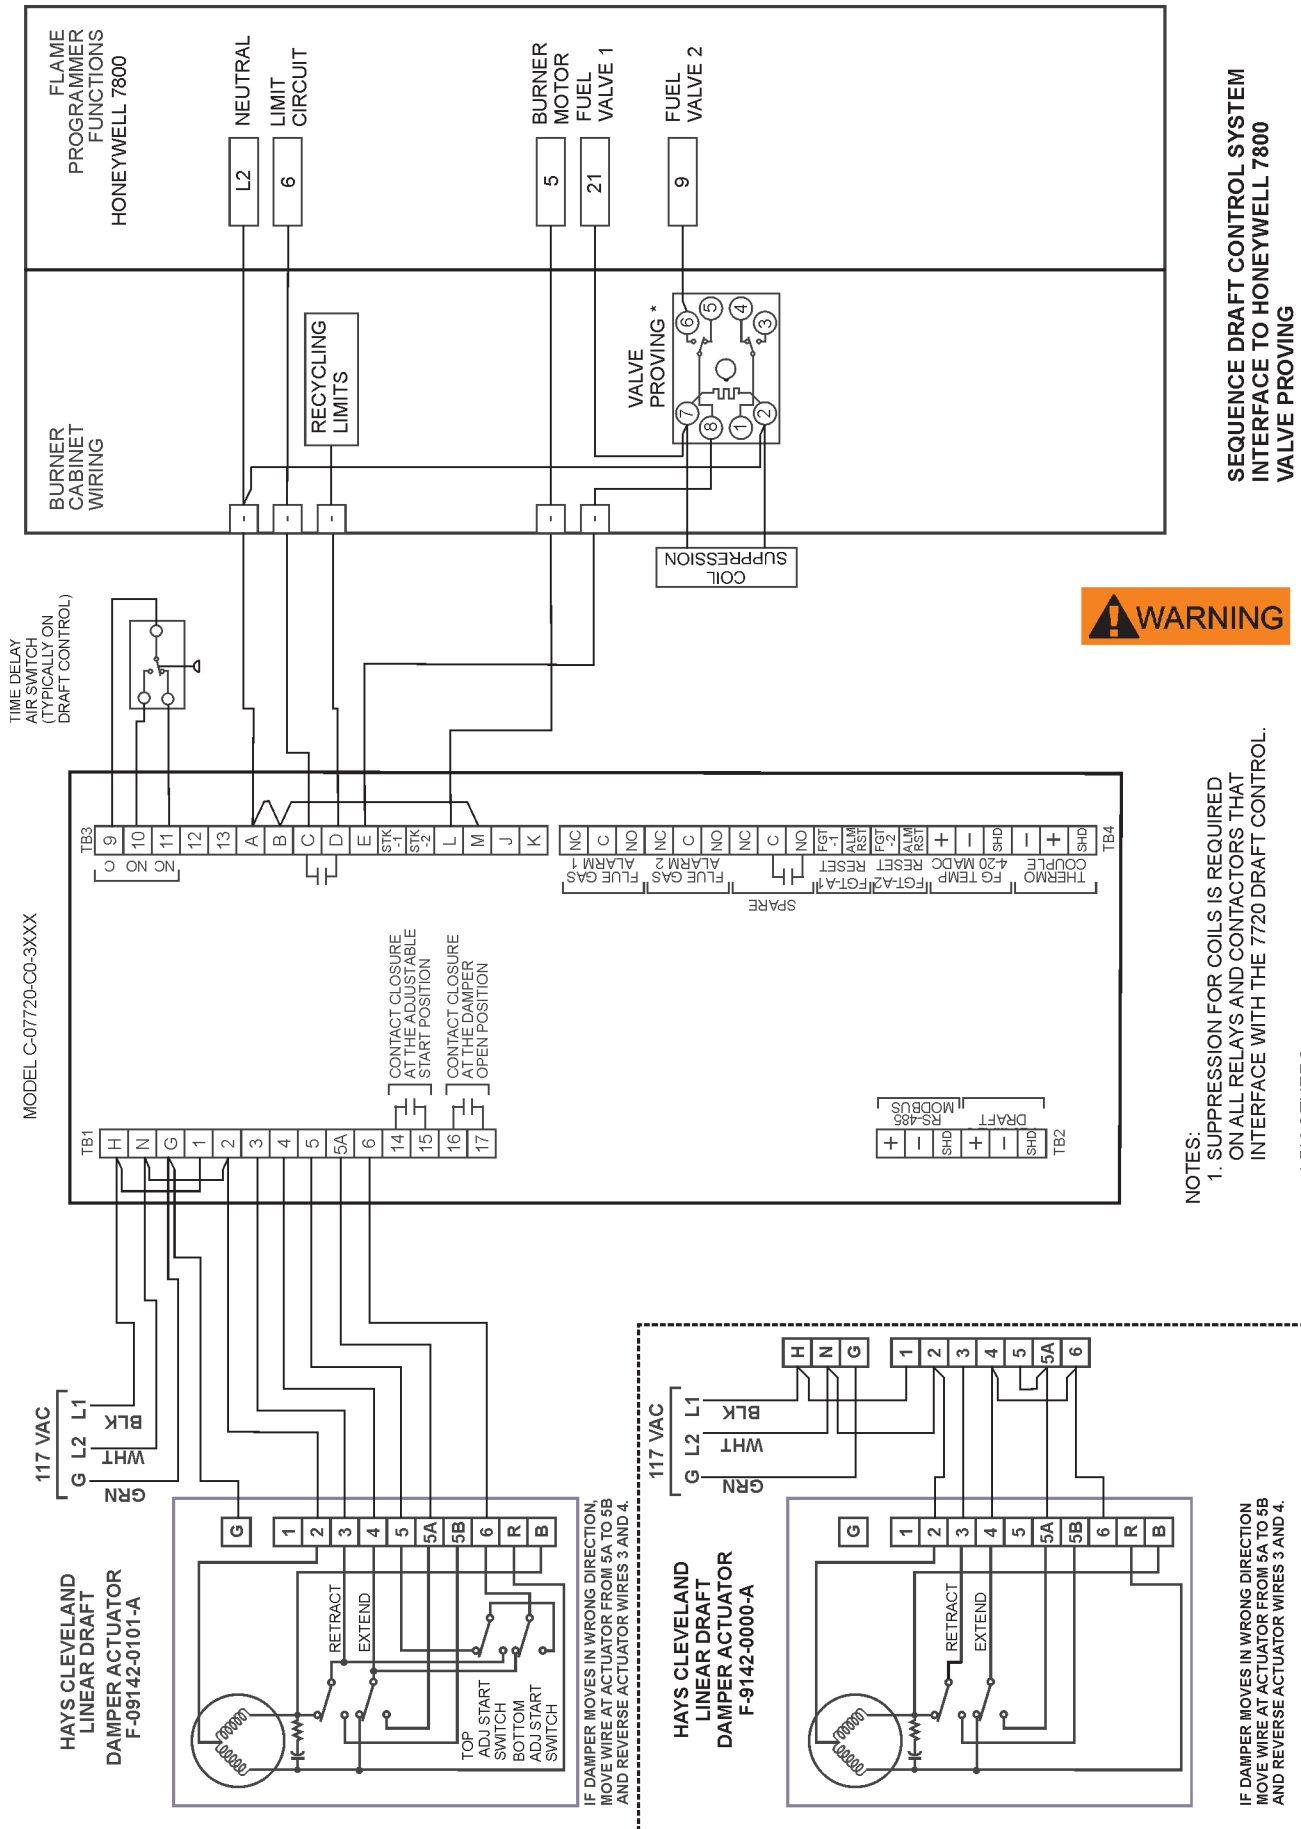 FLAME
PROGRAMMER
FUNCTIONS
HONEYWELL 7800
L2
NEUTRAL
6
LIMIT
CIRCUIT
5
BURNER
MOTOR
21
FUEL
VALVE 1
9
FUEL
VALVE 2
BURNER
CABINET
WIRING
RECYCLING
LIMITS
VALVE
PROVING *
6
5
4
3
7
8
1
2
-
-
-
-
-
COIL
SUPPRESSION
TIME DELAY
AIR SWITCH
(TYPICALLY ON
DRAFT CONTROL)
MODEL C-07720-C0-3XXX
TB3
9
10
11
12
13
A
B
C
D
E
STK
-1
STK
-2
L
M
J
K
C
NO
NC
NC
C
NO
NC
C
NO
NC
C
NO
FGT
-1
ALM
RST
FGT
-2
ALM
RST
+
−
SHD
−
+
SHD
TB4
FLUE GAS
ALARM 1
FLUE GAS
ALARM 2
SPARE
FGT-A1
RESET
FGT-A2
RESET
FG TEMP
4-20 MADC
THERMO
COUPLE
CONTACT CLOSURE
AT THE ADJUSTABLE
START POSITION
CONTACT CLOSURE
AT THE DAMPER
OPEN POSITION
TB1
H
N
G
1
2
3
4
5
5A
6
14
15
16
17
RS-485
MODBUS
DRAFT
+
−
SHD
+
−
SHD
TB2
117 VAC
G L2 L1
GRN
WHT
BLK
HAYS CLEVELAND
LINEAR DRAFT
DAMPER ACTUATOR
F-09142-0101-A
G
1
2
3
4
5
5A
5B
6
R
B
RETRACT
EXTEND
TOP
ADJ START
SWITCH
BOTTOM
ADJ START
SWITCH
IF DAMPER MOVES IN WRONG DIRECTION,
MOVE WIRE AT ACTUATOR FROM 5A TO 5B
AND REVERSE ACTUATOR WIRES 3 AND 4.
117 VAC
G L2 L1
GRN
WHT
BLK
H
N
G
1
2
3
4
5
5A
6
HAYS CLEVELAND
LINEAR DRAFT
DAMPER ACTUATOR
F-9142-0000-A
G
1
2
3
4
5
5A
5B
6
R
B
RETRACT
EXTEND
IF DAMPER MOVES IN WRONG DIRECTION
MOVE WIRE AT ACTUATOR FROM 5A TO 5B
AND REVERSE ACTUATOR WIRES 3 AND 4.
NOTES:
1. SUPPRESSION FOR COILS IS REQUIRED
ON ALL RELAYS AND CONTACTORS THAT
INTERFACE WITH THE 7720 DRAFT CONTROL.
WARNING
SEQUENCE DRAFT CONTROL SYSTEM
INTERFACE TO HONEYWELL 7800
VALVE PROVING